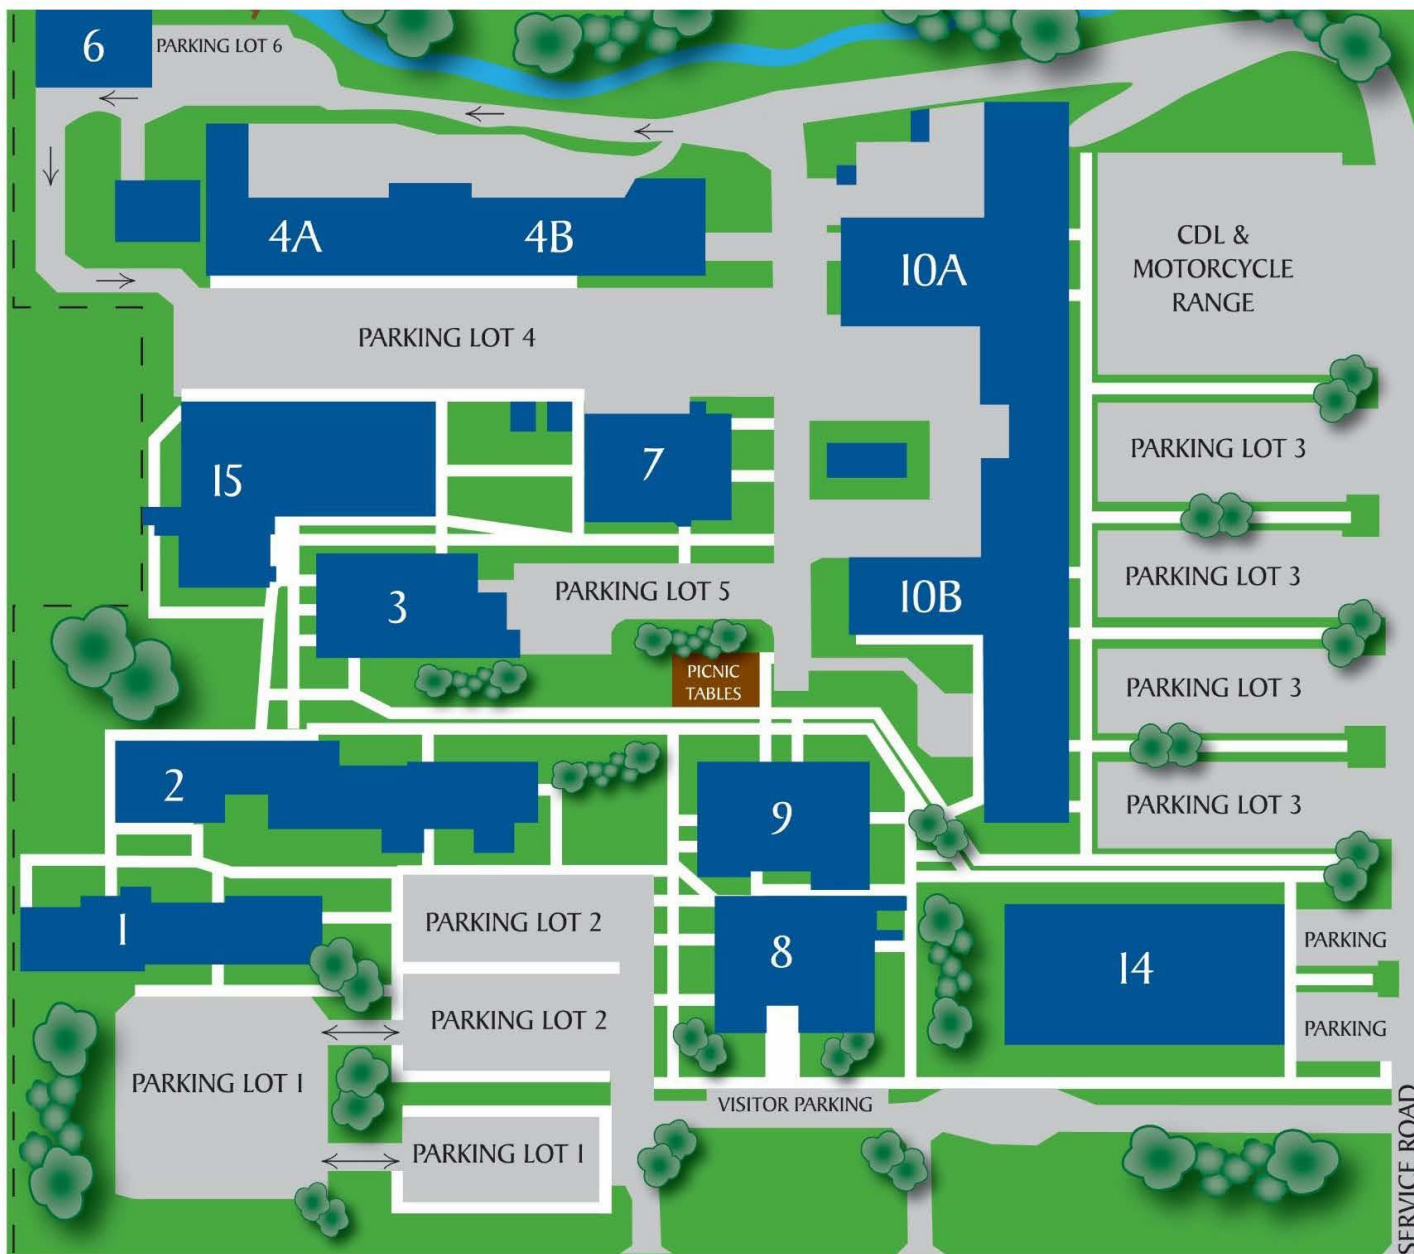 6
PARKING LOT 6
4A
4B
10A
CDL &
MOTORCYCLE
RANGE
PARKING LOT 4
15
7
PARKING LOT 3
3
PARKING LOT 5
10B
PARKING LOT 3
PICNIC
TABLES
PARKING LOT 3
2
9
PARKING LOT 3
1
PARKING LOT 2
8
14
PARKING
PARKING LOT 2
PARKING
PARKING LOT 1
VISITOR PARKING
PARKING LOT 1
SERVICE ROAD